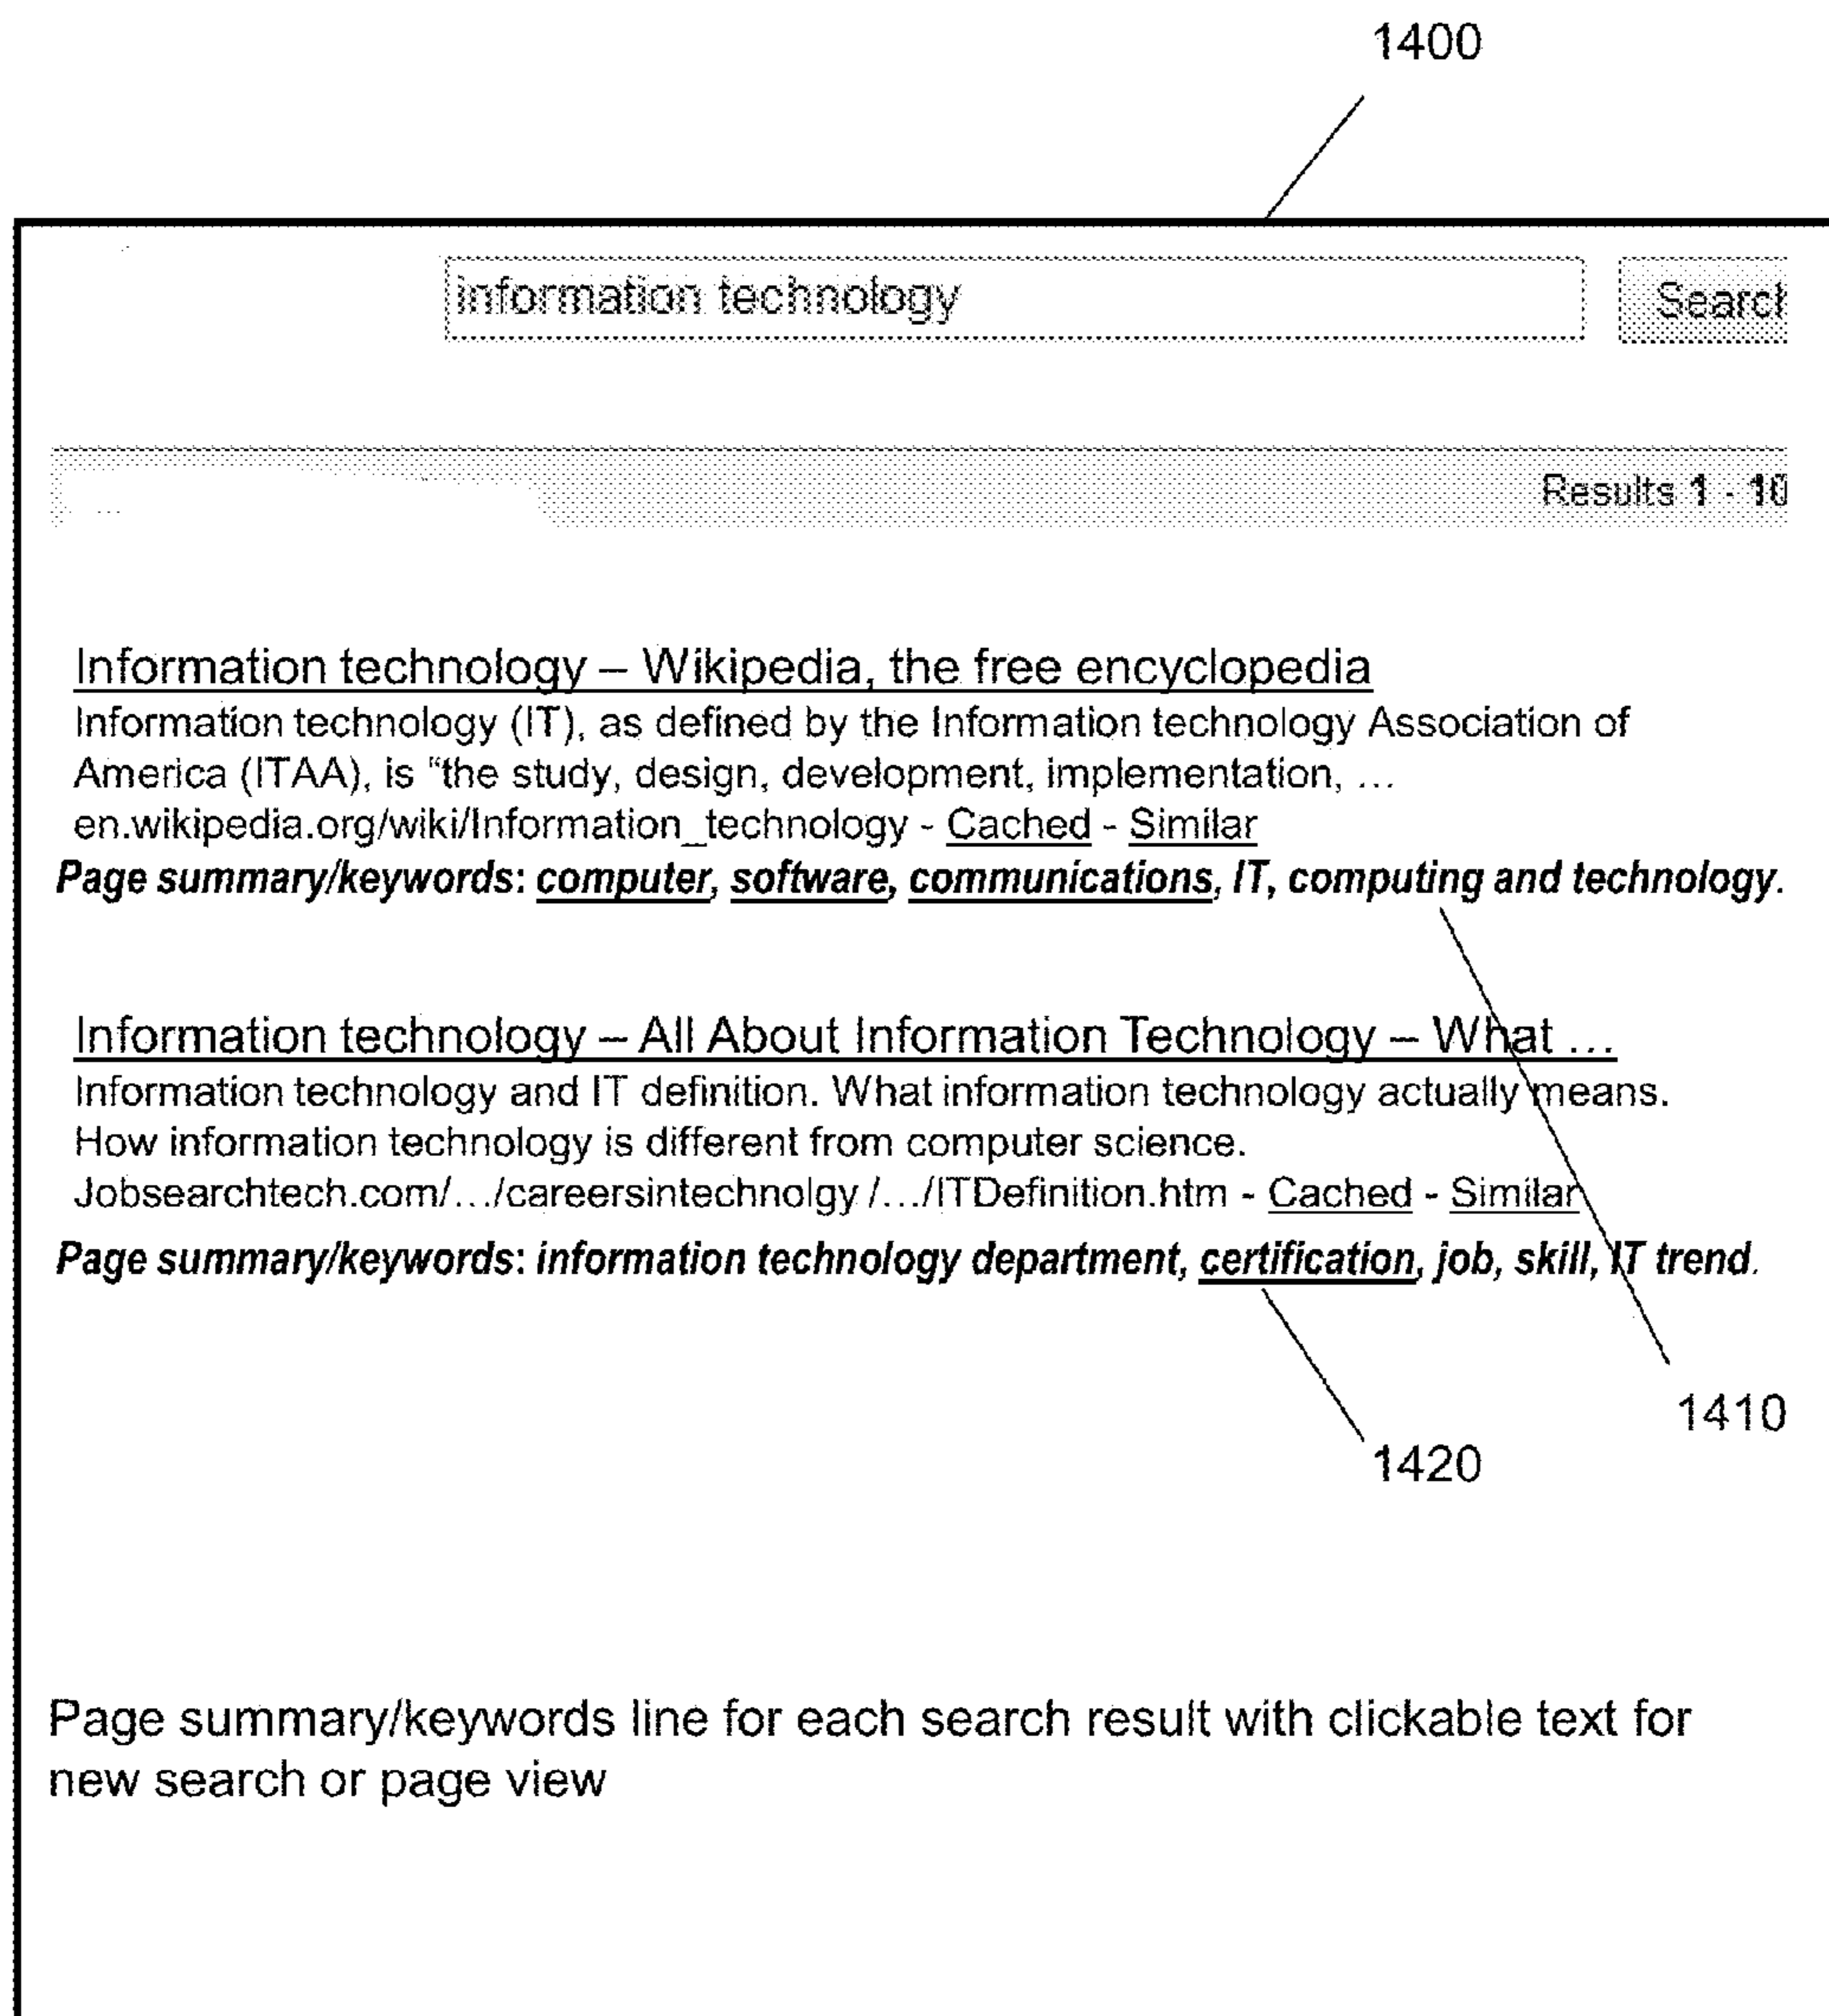 1400
information technology
Search
Results 1 - 10
Information technology – Wikipedia, the free encyclopedia
Information technology (IT), as defined by the Information technology Association of
America (ITAA), is “the study, design, development, implementation, …
en.wikipedia.org/wiki/Information_technology - Cached - Similar
Page summary/keywords: computer, software, communications, IT, computing and technology.
Information technology – All About Information Technology – What …
Information technology and IT definition. What information technology actually means.
How information technology is different from computer science.
Jobsearchtech.com/…/careersintechnolgy /…/ITDefinition.htm - Cached - Similar
Page summary/keywords: information technology department, certification, job, skill, IT trend.
1410
1420
Page summary/keywords line for each search result with clickable text for
new search or page view